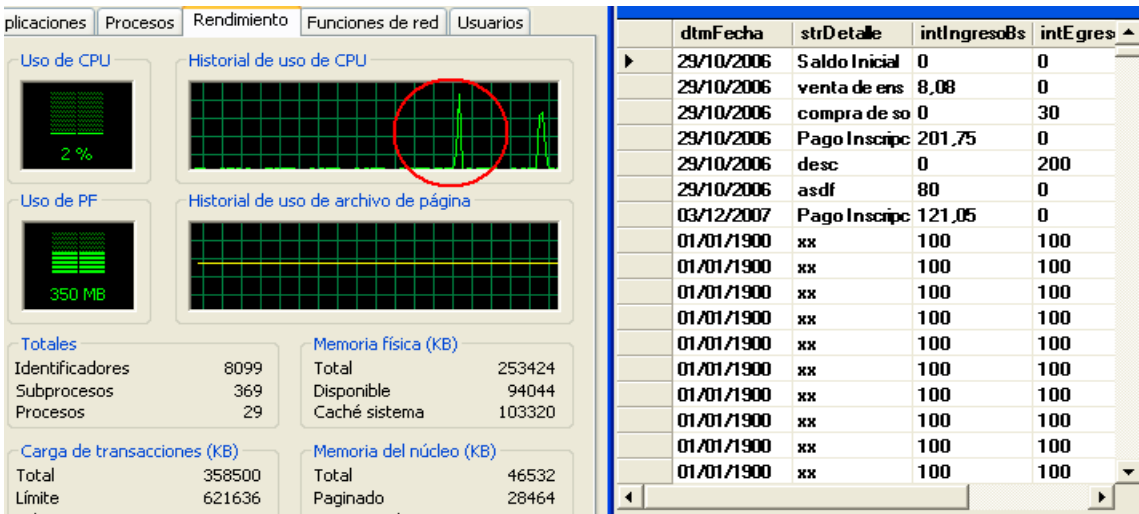 plicaciones Procesos Rendimiento Funciones de red Usuarios
Uso de CPU Historial de uso de CPU
2 %
Uso de PF Historial de uso de archivo de página
350 MB
Totales
Identificadores 8099
Subprocesos 369
Procesos 29
Memoria física (KB)
Total 253424
Disponible 94044
Caché sistema 103320
Carga de transacciones (KB)
Total 358500
Límite 621636
Memoria del núcleo (KB)
Total 46532
Paginado 28464
dtmFecha strDetalle intIngresoBs intEgres
29/10/2006 Saldo Inicial 0 0
29/10/2006 venta de ens 8,08 0
29/10/2006 compra de so 0 30
29/10/2006 Pago Inscripc 201,75 0
29/10/2006 desc 0 200
29/10/2006 asdf 80 0
03/12/2007 Pago Inscripc 121,05 0
01/01/1900 xx 100 100
01/01/1900 xx 100 100
01/01/1900 xx 100 100
01/01/1900 xx 100 100
01/01/1900 xx 100 100
01/01/1900 xx 100 100
01/01/1900 xx 100 100
01/01/1900 xx 100 100
01/01/1900 xx 100 100
01/01/1900 xx 100 100